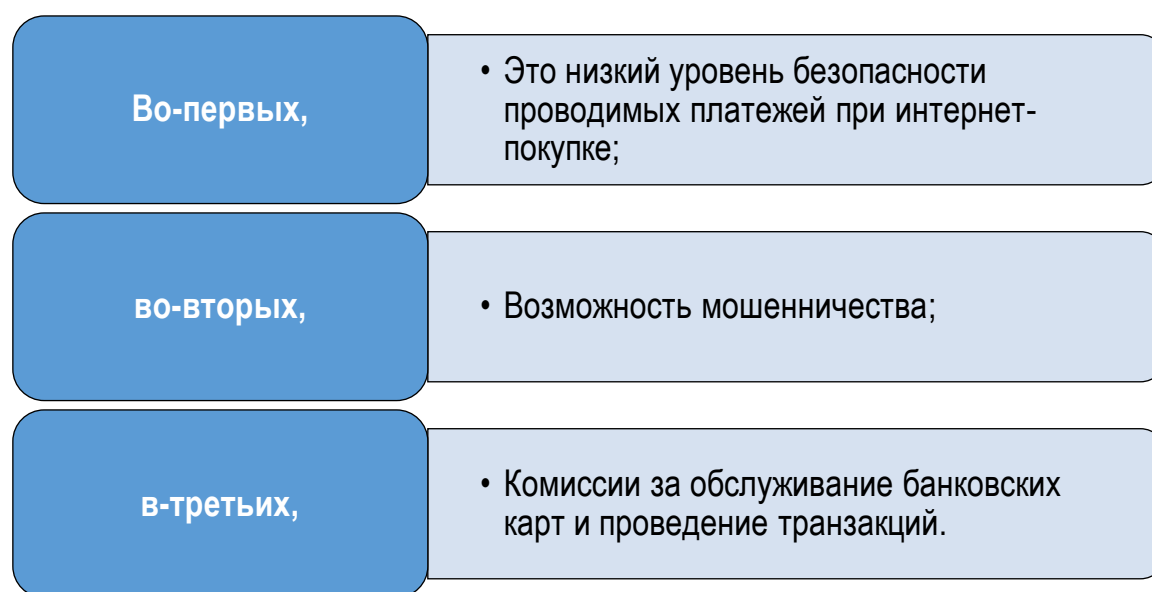 Во-первых,
• Это низкий уровень безопасности
проводимых платежей при интернет-
покупке;
во-вторых,
• Возможность мошенничества;
в-третьих,
• Комиссии за обслуживание банковских
карт и проведение транзакций.